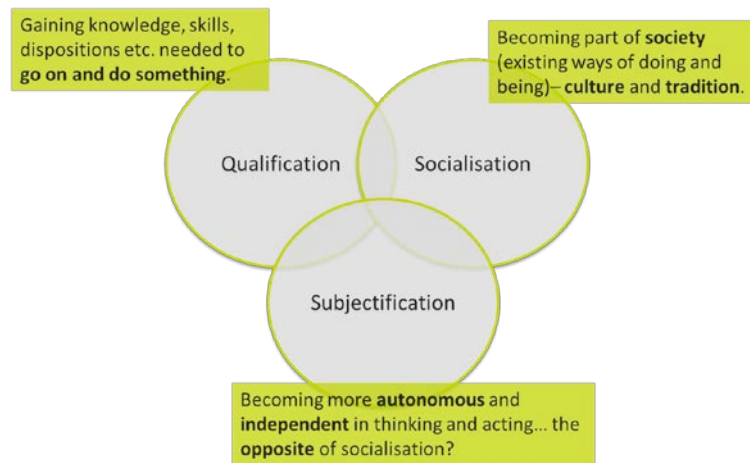 Gaining knowledge, skills,
dispositions etc. needed to
go on and do something.
Becoming part of society
(existing ways of doing and
being)– culture and tradition.
Qualification
Socialisation
Subjectification
Becoming more autonomous and
independent in thinking and acting... the
opposite of socialisation?